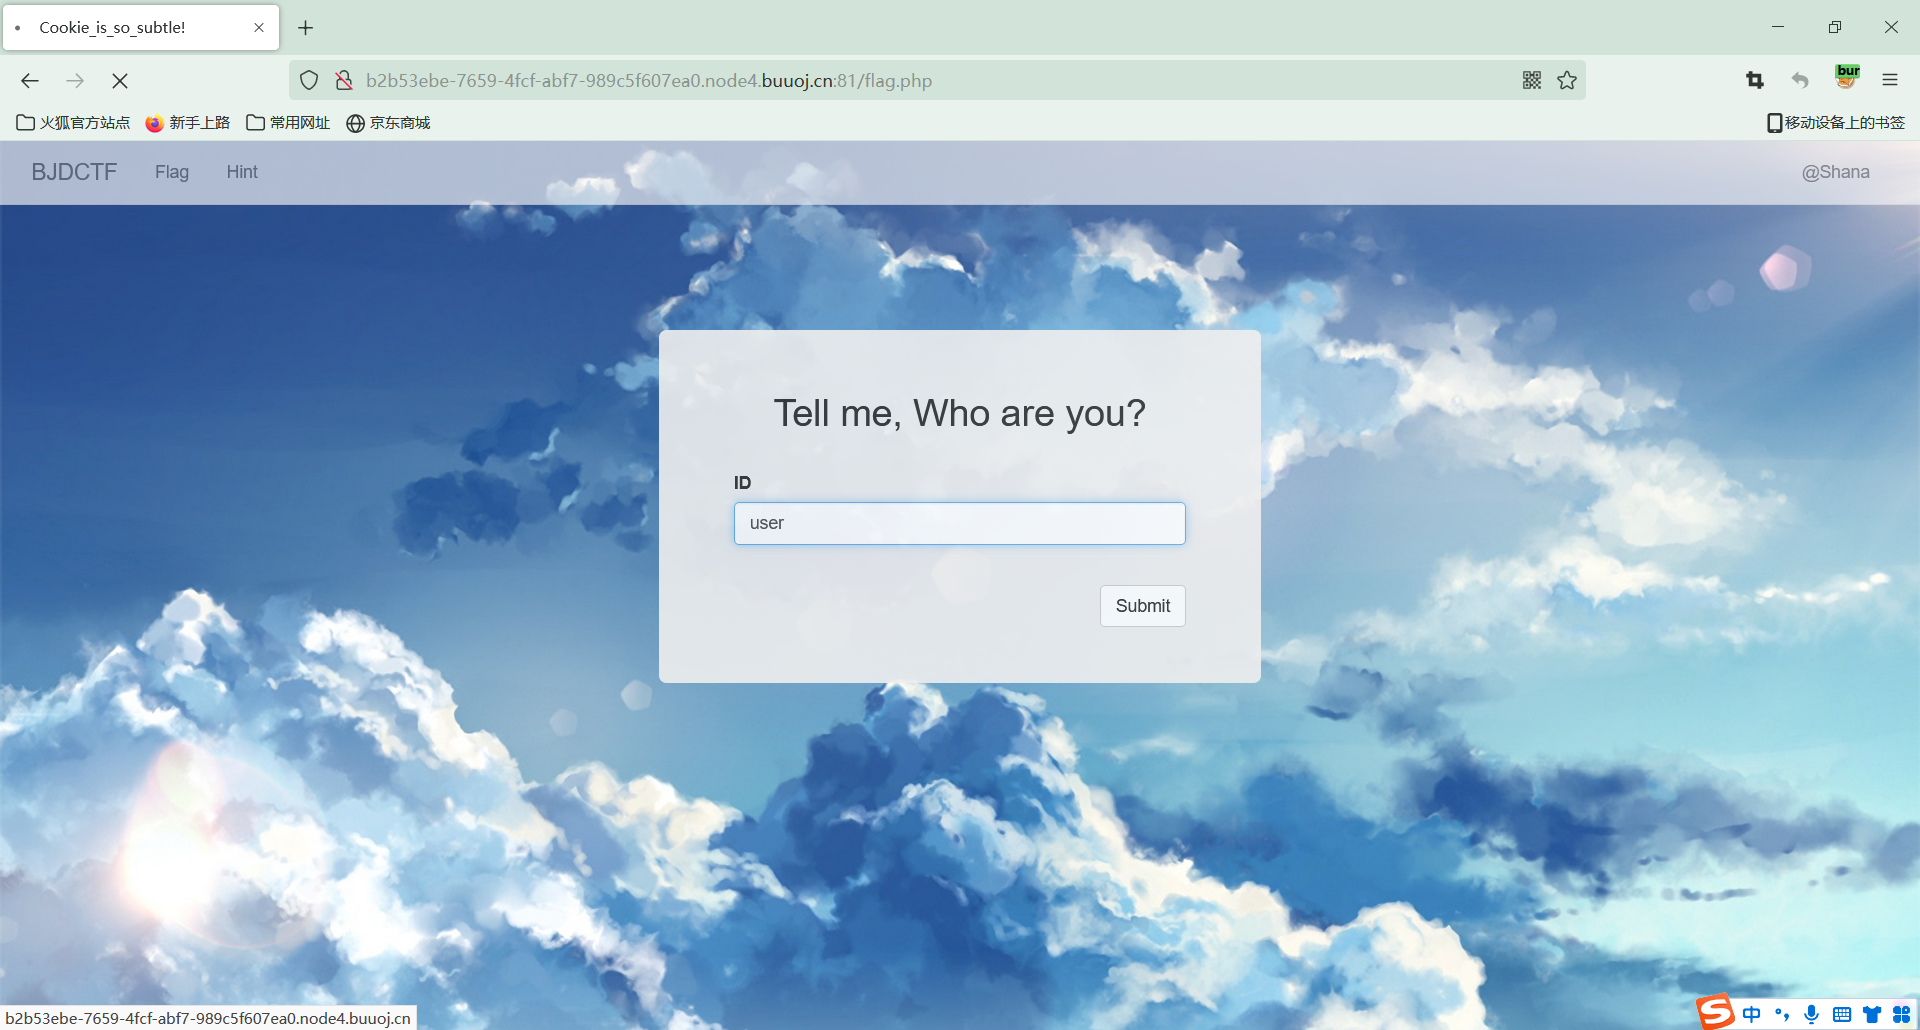 Cookie_is_so_subtle!
b2b53ebe-7659-4fcf-abf7-989c5f607ea0.node4.buuoj.cn:81/flag.php
bur
火狐官方站点 新手上路 常用网址 京东商城 移动设备上的书签
BJDCTF Flag Hint @Shana
Tell me, Who are you?
ID
user
Submit
b2b53ebe-7659-4fcf-abf7-989c5f607ea0.node4.buuoj.cn
S 中